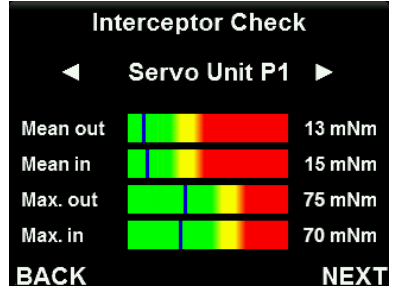 Interceptor Check
◄ Servo Unit P1 ►
Mean out 13 mNm
Mean in 15 mNm
Max. out 75 mNm
Max. in 70 mNm
BACK NEXT